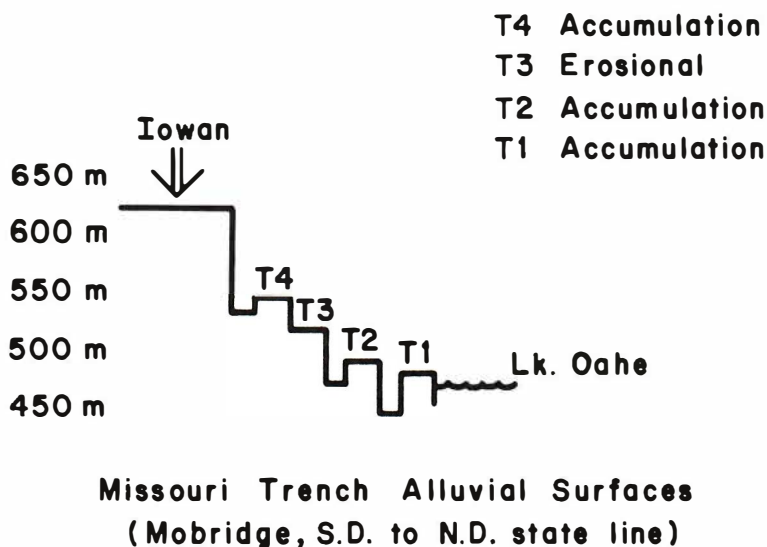 T4 Accumulation
T3 Erosional
T2 Accumulation
T1 Accumulation
Iowan
650 m
600 m
550 m
500 m
450 m
T4
T3
T2
T1
Lk. Oahe
Missouri Trench Alluvial Surfaces
(Mobridge, S.D. to N.D. state line)